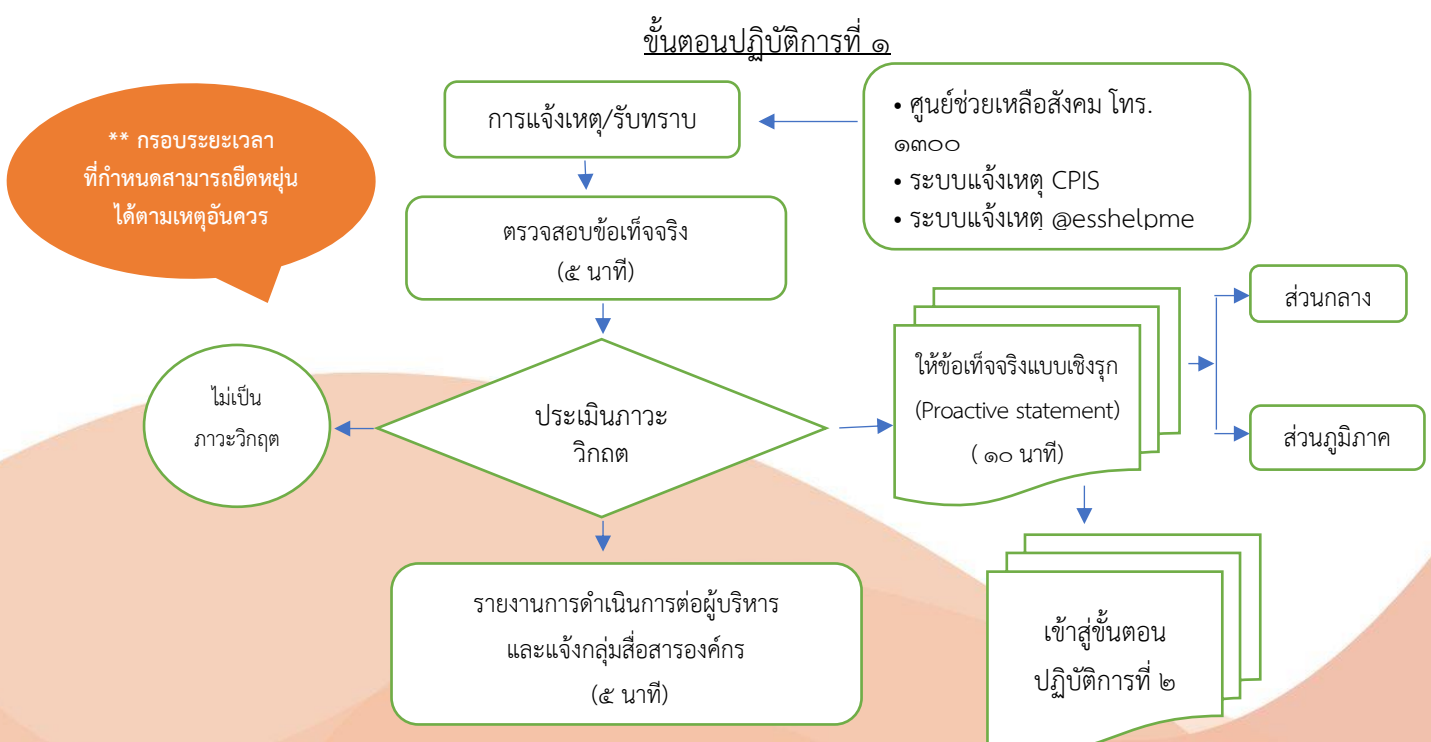 ขั้นตอนปฏิบัติการที่ ๑
** กรอบระยะเวลา
ที่กำหนดสามารถยืดหยุ่น
ได้ตามเหตุอันควร
การแจ้งเหตุ/รับทราบ
• ศูนย์ช่วยเหลือสังคม โทร.
๑๓๐๐
• ระบบแจ้งเหตุ CPIS
• ระบบแจ้งเหตุ @esshelpme
ตรวจสอบข้อเท็จจริง
(๕ นาที)
ไม่เป็น
ภาวะวิกฤต
ประเมินภาวะ
วิกฤต
ให้ข้อเท็จจริงแบบเชิงรุก
(Proactive statement)
( ๑๐ นาที)
ส่วนกลาง
ส่วนภูมิภาค
รายงานการดำเนินการต่อผู้บริหาร
และแจ้งกลุ่มสื่อสารองค์กร
(๕ นาที)
เข้าสู่ขั้นตอน
ปฏิบัติการที่ ๒